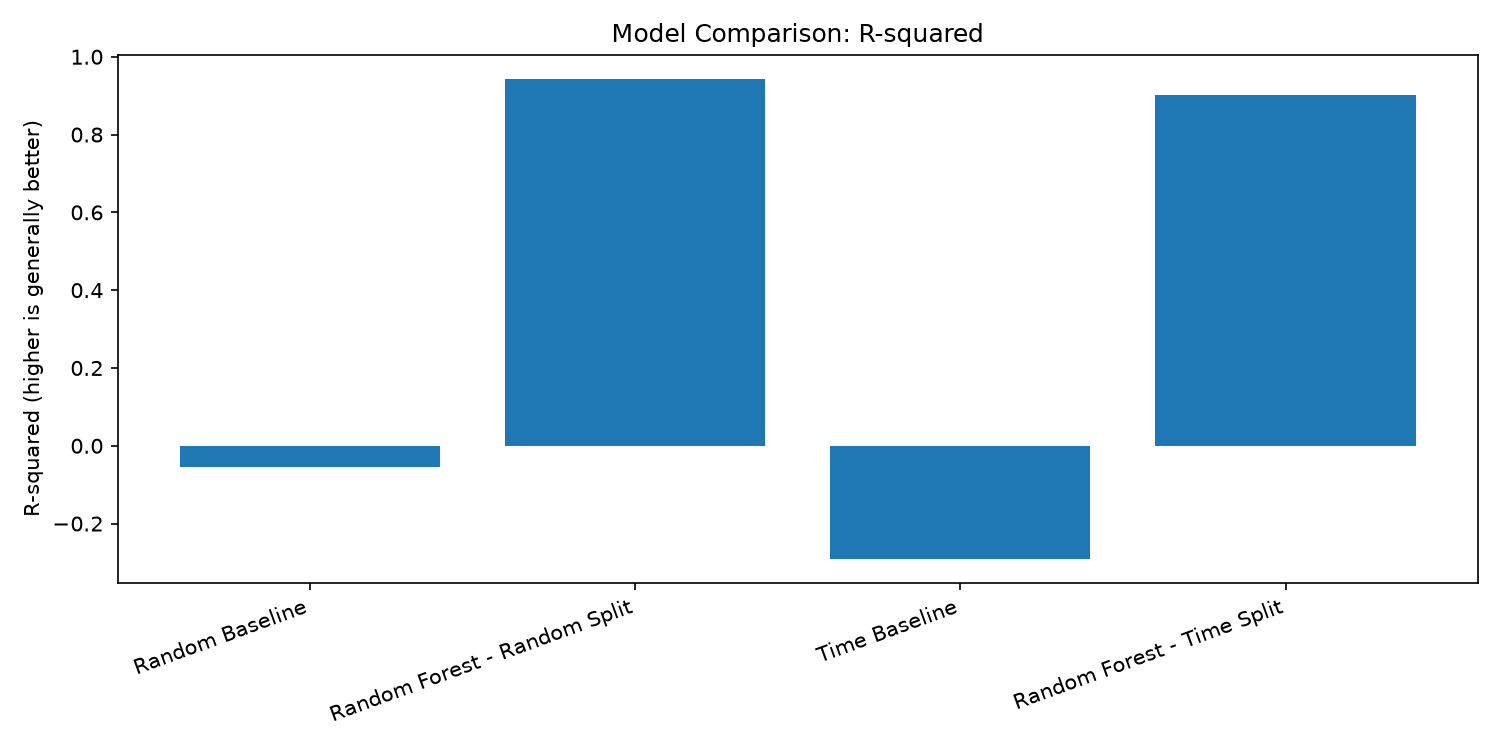 Model Comparison: R-squared
R-squared (higher is generally better)
1.0
0.8
0.6
0.4
0.2
0.0
−0.2
Random Baseline
Random Forest - Random Split
Time Baseline
Random Forest - Time Split